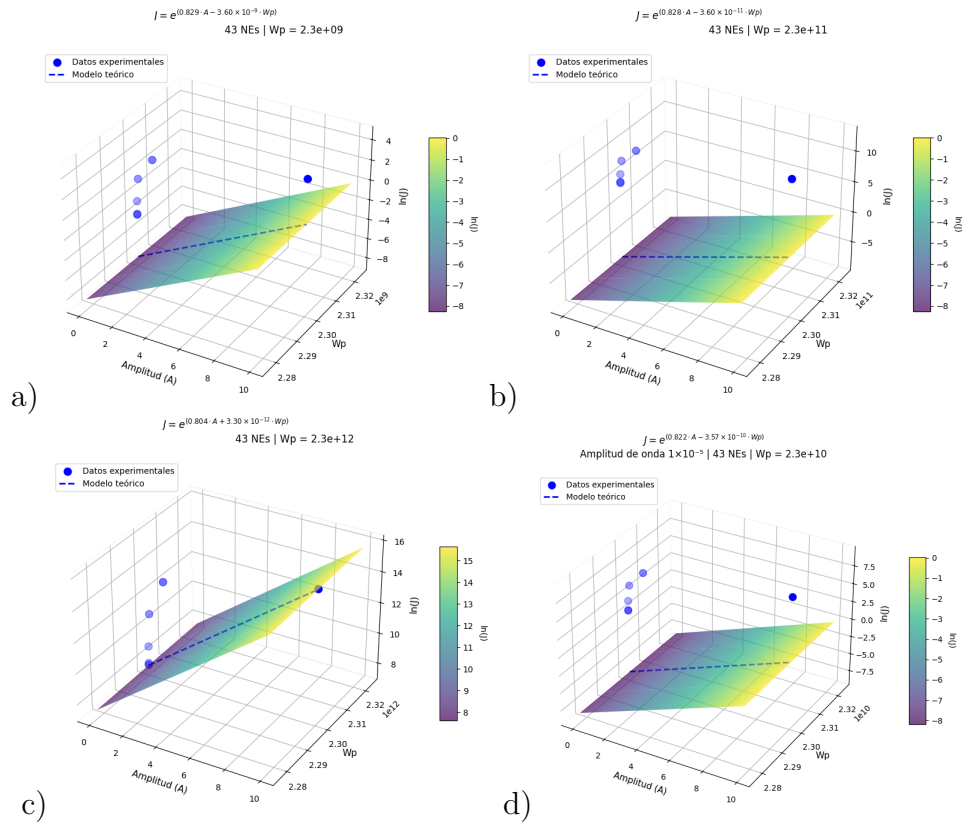 J = e^{(0.829·A−3.60×10^{−9}·Wp)}
43 NEs | Wp = 2.3e+09
Datos experimentales
Modelo teórico
4
2
0
−2
−4
−6
−8
ln(J)
0
−1
−2
−3
−4
−5
−6
−7
−8
ln(J)
0
2
4
6
8
10
Amplitud (A)
2.28
2.29
2.30
2.31
2.32
1e9
Wp
a)
J = e^{(0.828·A−3.60×10^{−11}·Wp)}
43 NEs | Wp = 2.3e+11
Datos experimentales
Modelo teórico
10
5
0
−5
ln(J)
0
−1
−2
−3
−4
−5
−6
−7
−8
ln(J)
0
2
4
6
8
10
Amplitud (A)
2.28
2.29
2.30
2.31
2.32
1e11
Wp
b)
J = e^{(0.804·A+3.30×10^{−12}·Wp)}
43 NEs | Wp = 2.3e+12
Datos experimentales
Modelo teórico
16
14
12
10
8
ln(J)
15
14
13
12
11
10
9
8
ln(J)
0
2
4
6
8
10
Amplitud (A)
2.28
2.29
2.30
2.31
2.32
1e12
Wp
c)
J = e^{(0.822·A−3.57×10^{−10}·Wp)}
Amplitud de onda 1×10⁻⁵ | 43 NEs | Wp = 2.3e+10
Datos experimentales
Modelo teórico
7.5
5.0
2.5
0.0
−2.5
−5.0
−7.5
ln(J)
0
−1
−2
−3
−4
−5
−6
−7
−8
ln(J)
0
2
4
6
8
10
Amplitud (A)
2.28
2.29
2.30
2.31
2.32
1e10
Wp
d)